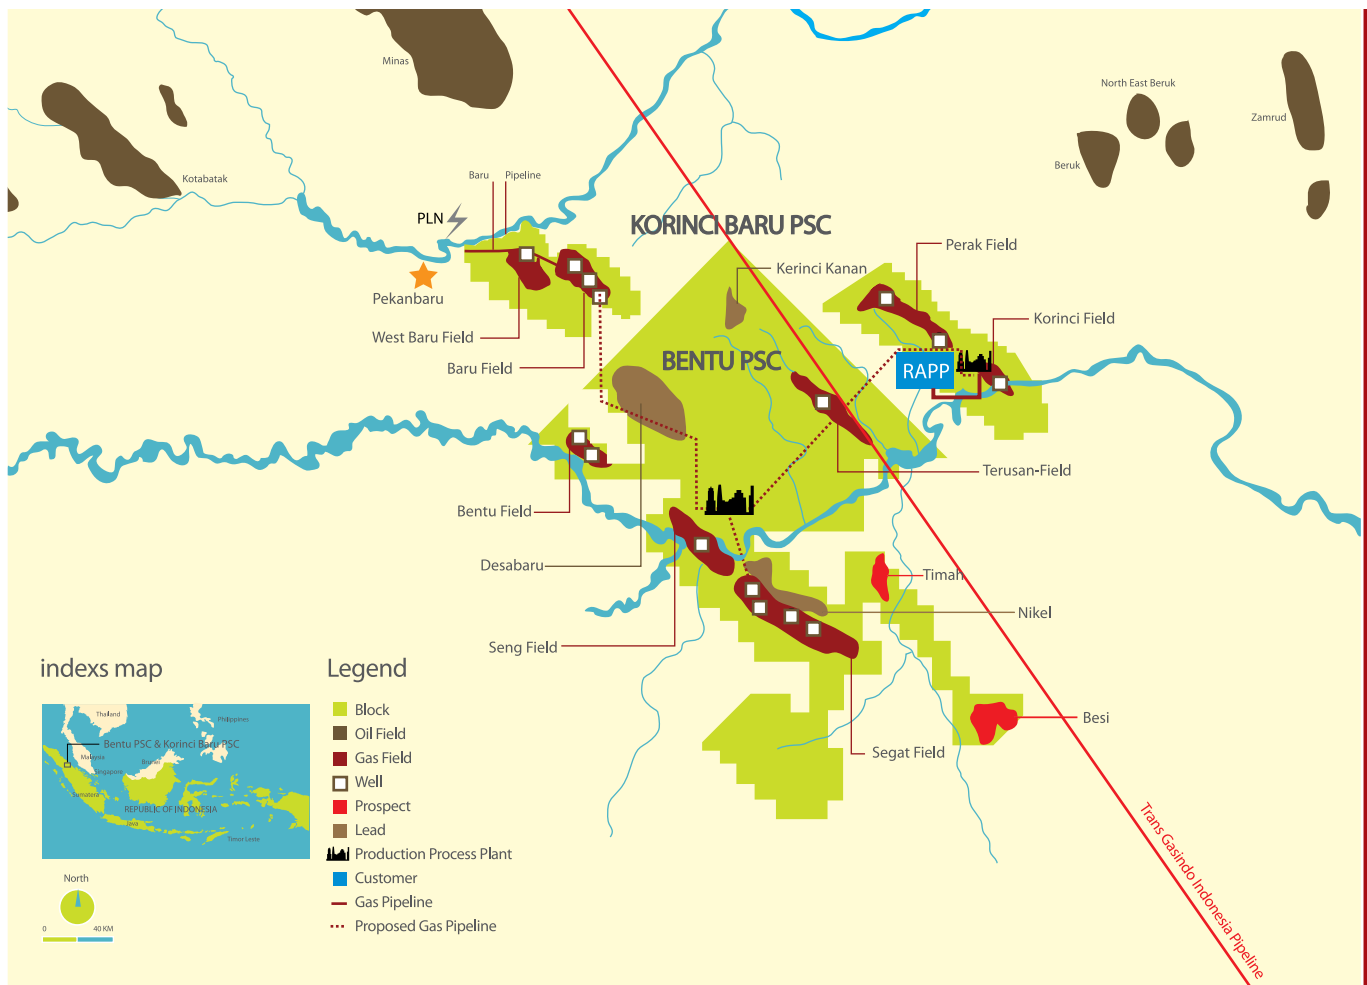 Minas
North East Beruk
Zamrud
Beruk
Kotabatak
Baru
Pipeline
PLN
KORINCI BARU PSC
Perak Field
Kerinci Kanan
Pekanbaru
Korinci Field
West Baru Field
BENTU PSC
Baru Field
RAPP
Terusan-Field
Bentu Field
Desabaru
Timah
Nikel
Seng Field
Besi
Segat Field
Trans Gasindo Indonesia Pipeline
indexs map
Thailand
Philippines
Bentu PSC & Korinci Baru PSC
Malaysia
Brunei
Singapore
Sumatera
REPUBLIC OF INDONESIA
Java
Timor Leste
North
0
40 KM
Legend
Block
Oil Field
Gas Field
Well
Prospect
Lead
Production Process Plant
Customer
Gas Pipeline
Proposed Gas Pipeline